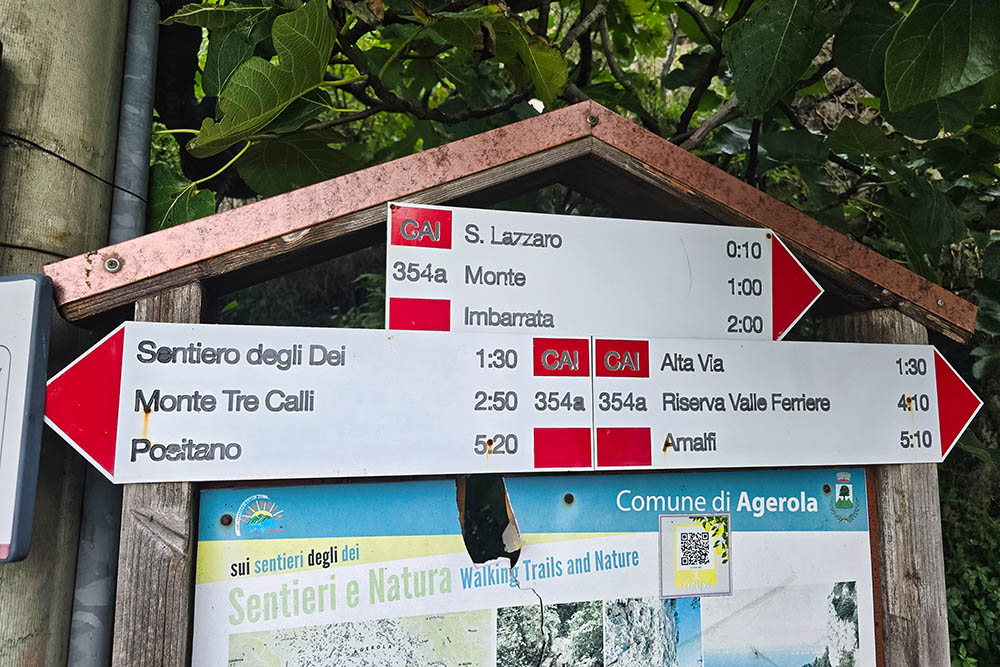 CAI S. Lazzaro 0:10
354a Monte 1:00
Imbarrata 2:00
Sentiero degli Dei 1:30 CAI
Monte Tre Calli 2:50 354a
Positano 5:20
CAI Alta Via 1:30
354a Riserva Valle Ferriere 4:10
Amalfi 5:10
Comune di Agerola
sui sentieri degli dei
Sentieri e Natura Walking Trails and Nature
AGEROLA